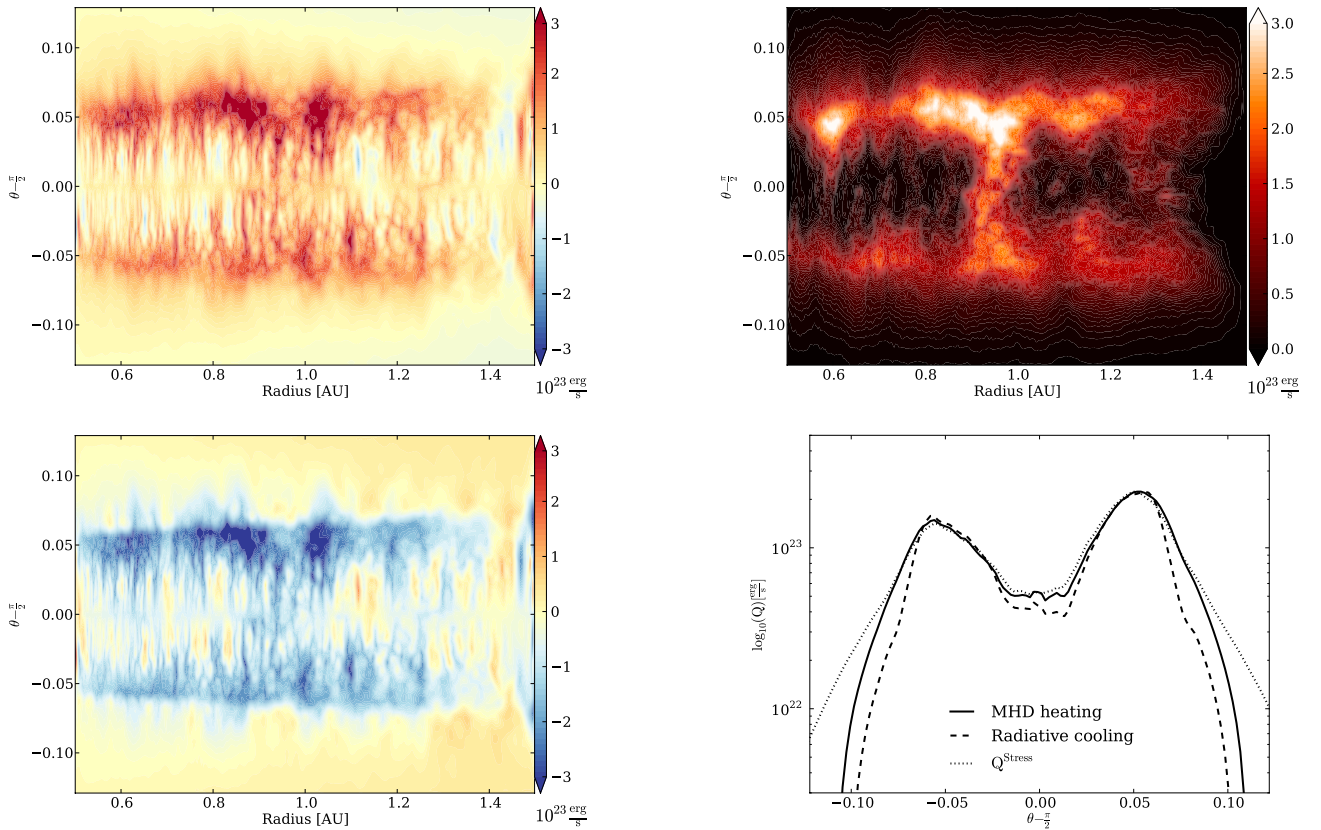 3
0.10
2
0.05
1
θ−π/2
0.00
0
−1
−0.05
−2
−0.10
−3
0.6 0.8 1.0 1.2 1.4
Radius [AU]
10^23 erg/s
3.0
0.10
2.5
0.05
2.0
θ−π/2
0.00
1.5
−0.05
1.0
0.5
−0.10
0.0
0.6 0.8 1.0 1.2 1.4
Radius [AU]
10^23 erg/s
3
0.10
2
0.05
1
θ−π/2
0.00
0
−1
−0.05
−2
−0.10
−3
0.6 0.8 1.0 1.2 1.4
Radius [AU]
10^23 erg/s
10^23
log10(Q)[erg/s]
10^22
MHD heating
Radiative cooling
Q^Stress
−0.10 −0.05 0.00 0.05 0.10
θ−π/2